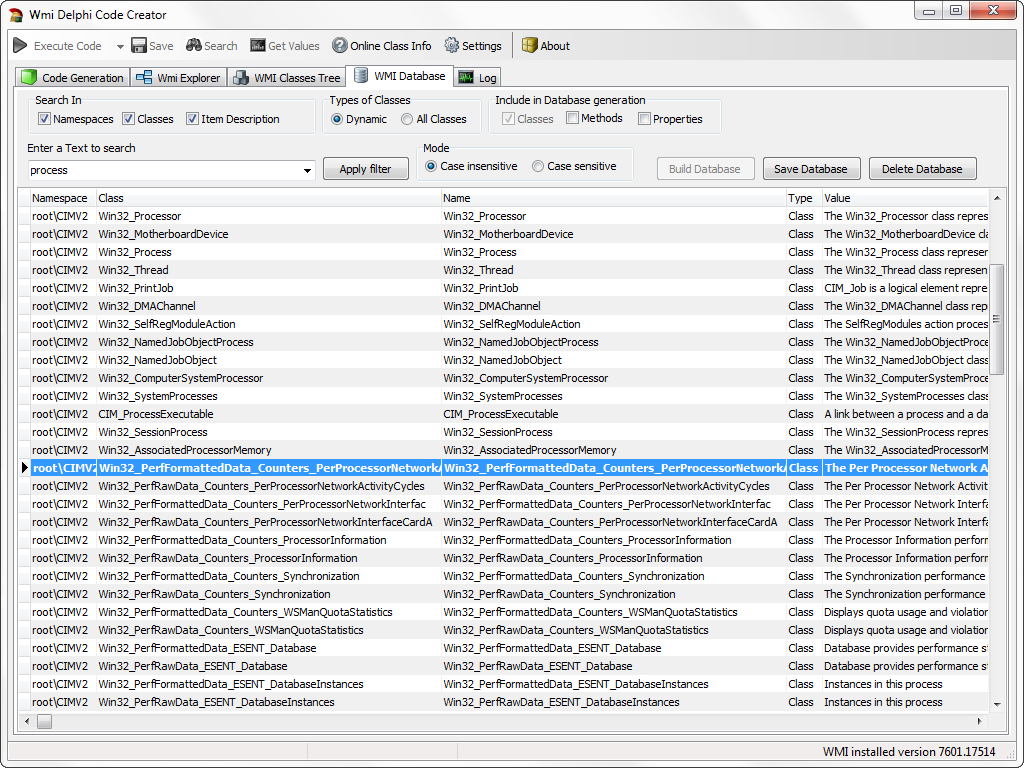 Wmi Delphi Code Creator
Execute Code Save Search Get Values Online Class Info Settings About
Code Generation Wmi Explorer WMI Classes Tree WMI Database Log
Search In Types of Classes Include in Database generation
Namespaces Classes Item Description Dynamic All Classes Classes Methods Properties
Enter a Text to search Mode
process Apply filter Case insensitive Case sensitive Build Database Save Database Delete Database
Namespace Class Name Type Value
root\CIMV2 Win32_Processor Win32_Processor Class The Win32_Processor class repres
root\CIMV2 Win32_MotherboardDevice Win32_MotherboardDevice Class The Win32_MotherboardDevice cla
root\CIMV2 Win32_Process Win32_Process Class The Win32_Process class represer
root\CIMV2 Win32_Thread Win32_Thread Class The Win32_Thread class represen
root\CIMV2 Win32_PrintJob Win32_PrintJob Class CIM_Job is a logical element repre
root\CIMV2 Win32_DMAChannel Win32_DMAChannel Class The Win32_DMAChannel class rep
root\CIMV2 Win32_SelfRegModuleAction Win32_SelfRegModuleAction Class The SelfRegModules action proces
root\CIMV2 Win32_NamedJobObjectProcess Win32_NamedJobObjectProcess Class The Win32_NamedJobObjectProce
root\CIMV2 Win32_NamedJobObject Win32_NamedJobObject Class The Win32_NamedJobObject class
root\CIMV2 Win32_ComputerSystemProcessor Win32_ComputerSystemProcessor Class The Win32_ComputerSystemProce
root\CIMV2 Win32_SystemProcesses Win32_SystemProcesses Class The Win32_SystemProcesses class
root\CIMV2 CIM_ProcessExecutable CIM_ProcessExecutable Class A link between a process and a da
root\CIMV2 Win32_SessionProcess Win32_SessionProcess Class The Win32_SessionProcess represe
root\CIMV2 Win32_AssociatedProcessorMemory Win32_AssociatedProcessorMemory Class The Win32_AssociatedProcessorM
root\CIMV2 Win32_PerfFormattedData_Counters_PerProcessorNetworkA Win32_PerfFormattedData_Counters_PerProcessorNetworkA Class The Per Processor Network A
root\CIMV2 Win32_PerfRawData_Counters_PerProcessorNetworkActivityCycles Win32_PerfRawData_Counters_PerProcessorNetworkActivityCycles Class The Per Processor Network Activit
root\CIMV2 Win32_PerfFormattedData_Counters_PerProcessorNetworkInterfac Win32_PerfFormattedData_Counters_PerProcessorNetworkInterfac Class The Per Processor Network Interfa
root\CIMV2 Win32_PerfRawData_Counters_PerProcessorNetworkInterfaceCardA Win32_PerfRawData_Counters_PerProcessorNetworkInterfaceCardA Class The Per Processor Network Interfa
root\CIMV2 Win32_PerfFormattedData_Counters_ProcessorInformation Win32_PerfFormattedData_Counters_ProcessorInformation Class The Processor Information perforr
root\CIMV2 Win32_PerfRawData_Counters_ProcessorInformation Win32_PerfRawData_Counters_ProcessorInformation Class The Processor Information perforr
root\CIMV2 Win32_PerfFormattedData_Counters_Synchronization Win32_PerfFormattedData_Counters_Synchronization Class The Synchronization performance
root\CIMV2 Win32_PerfRawData_Counters_Synchronization Win32_PerfRawData_Counters_Synchronization Class The Synchronization performance
root\CIMV2 Win32_PerfFormattedData_Counters_WSManQuotaStatistics Win32_PerfFormattedData_Counters_WSManQuotaStatistics Class Displays quota usage and violation
root\CIMV2 Win32_PerfRawData_Counters_WSManQuotaStatistics Win32_PerfRawData_Counters_WSManQuotaStatistics Class Displays quota usage and violation
root\CIMV2 Win32_PerfFormattedData_ESENT_Database Win32_PerfFormattedData_ESENT_Database Class Database provides performance st
root\CIMV2 Win32_PerfRawData_ESENT_Database Win32_PerfRawData_ESENT_Database Class Database provides performance st
root\CIMV2 Win32_PerfFormattedData_ESENT_DatabaseInstances Win32_PerfFormattedData_ESENT_DatabaseInstances Class Instances in this process
root\CIMV2 Win32_PerfRawData_ESENT_DatabaseInstances Win32_PerfRawData_ESENT_DatabaseInstances Class Instances in this process
WMI installed version 7601.17514